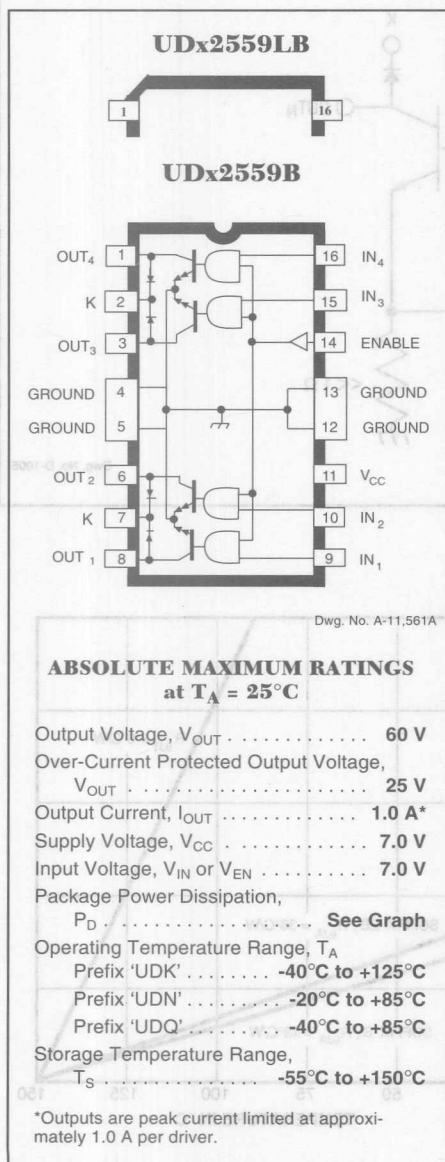 UDx2559LB
1 16
UDx2559B
OUT4 1 16 IN4
K 2 15 IN3
OUT3 3 14 ENABLE
GROUND 4 13 GROUND
GROUND 5 12 GROUND
OUT2 6 11 VCC
K 7 10 IN2
OUT1 8 9 IN1
Dwg. No. A-11,561A
ABSOLUTE MAXIMUM RATINGS
at TA = 25°C
Output Voltage, VOUT . . . . . . . . . . . . . 60 V
Over-Current Protected Output Voltage,
VOUT . . . . . . . . . . . . . . . . . . . . 25 V
Output Current, IOUT . . . . . . . . . . . . 1.0 A*
Supply Voltage, VCC . . . . . . . . . . . . . 7.0 V
Input Voltage, VIN or VEN . . . . . . . . . 7.0 V
Package Power Dissipation,
PD . . . . . . . . . . . . . . . . . See Graph
Operating Temperature Range, TA
Prefix 'UDK' . . . . . . . . -40°C to +125°C
Prefix 'UDN' . . . . . . . . . -20°C to +85°C
Prefix 'UDQ' . . . . . . . . . -40°C to +85°C
Storage Temperature Range,
TS . . . . . . . . . . . . . . -55°C to +150°C
*Outputs are peak current limited at approxi-
mately 1.0 A per driver.